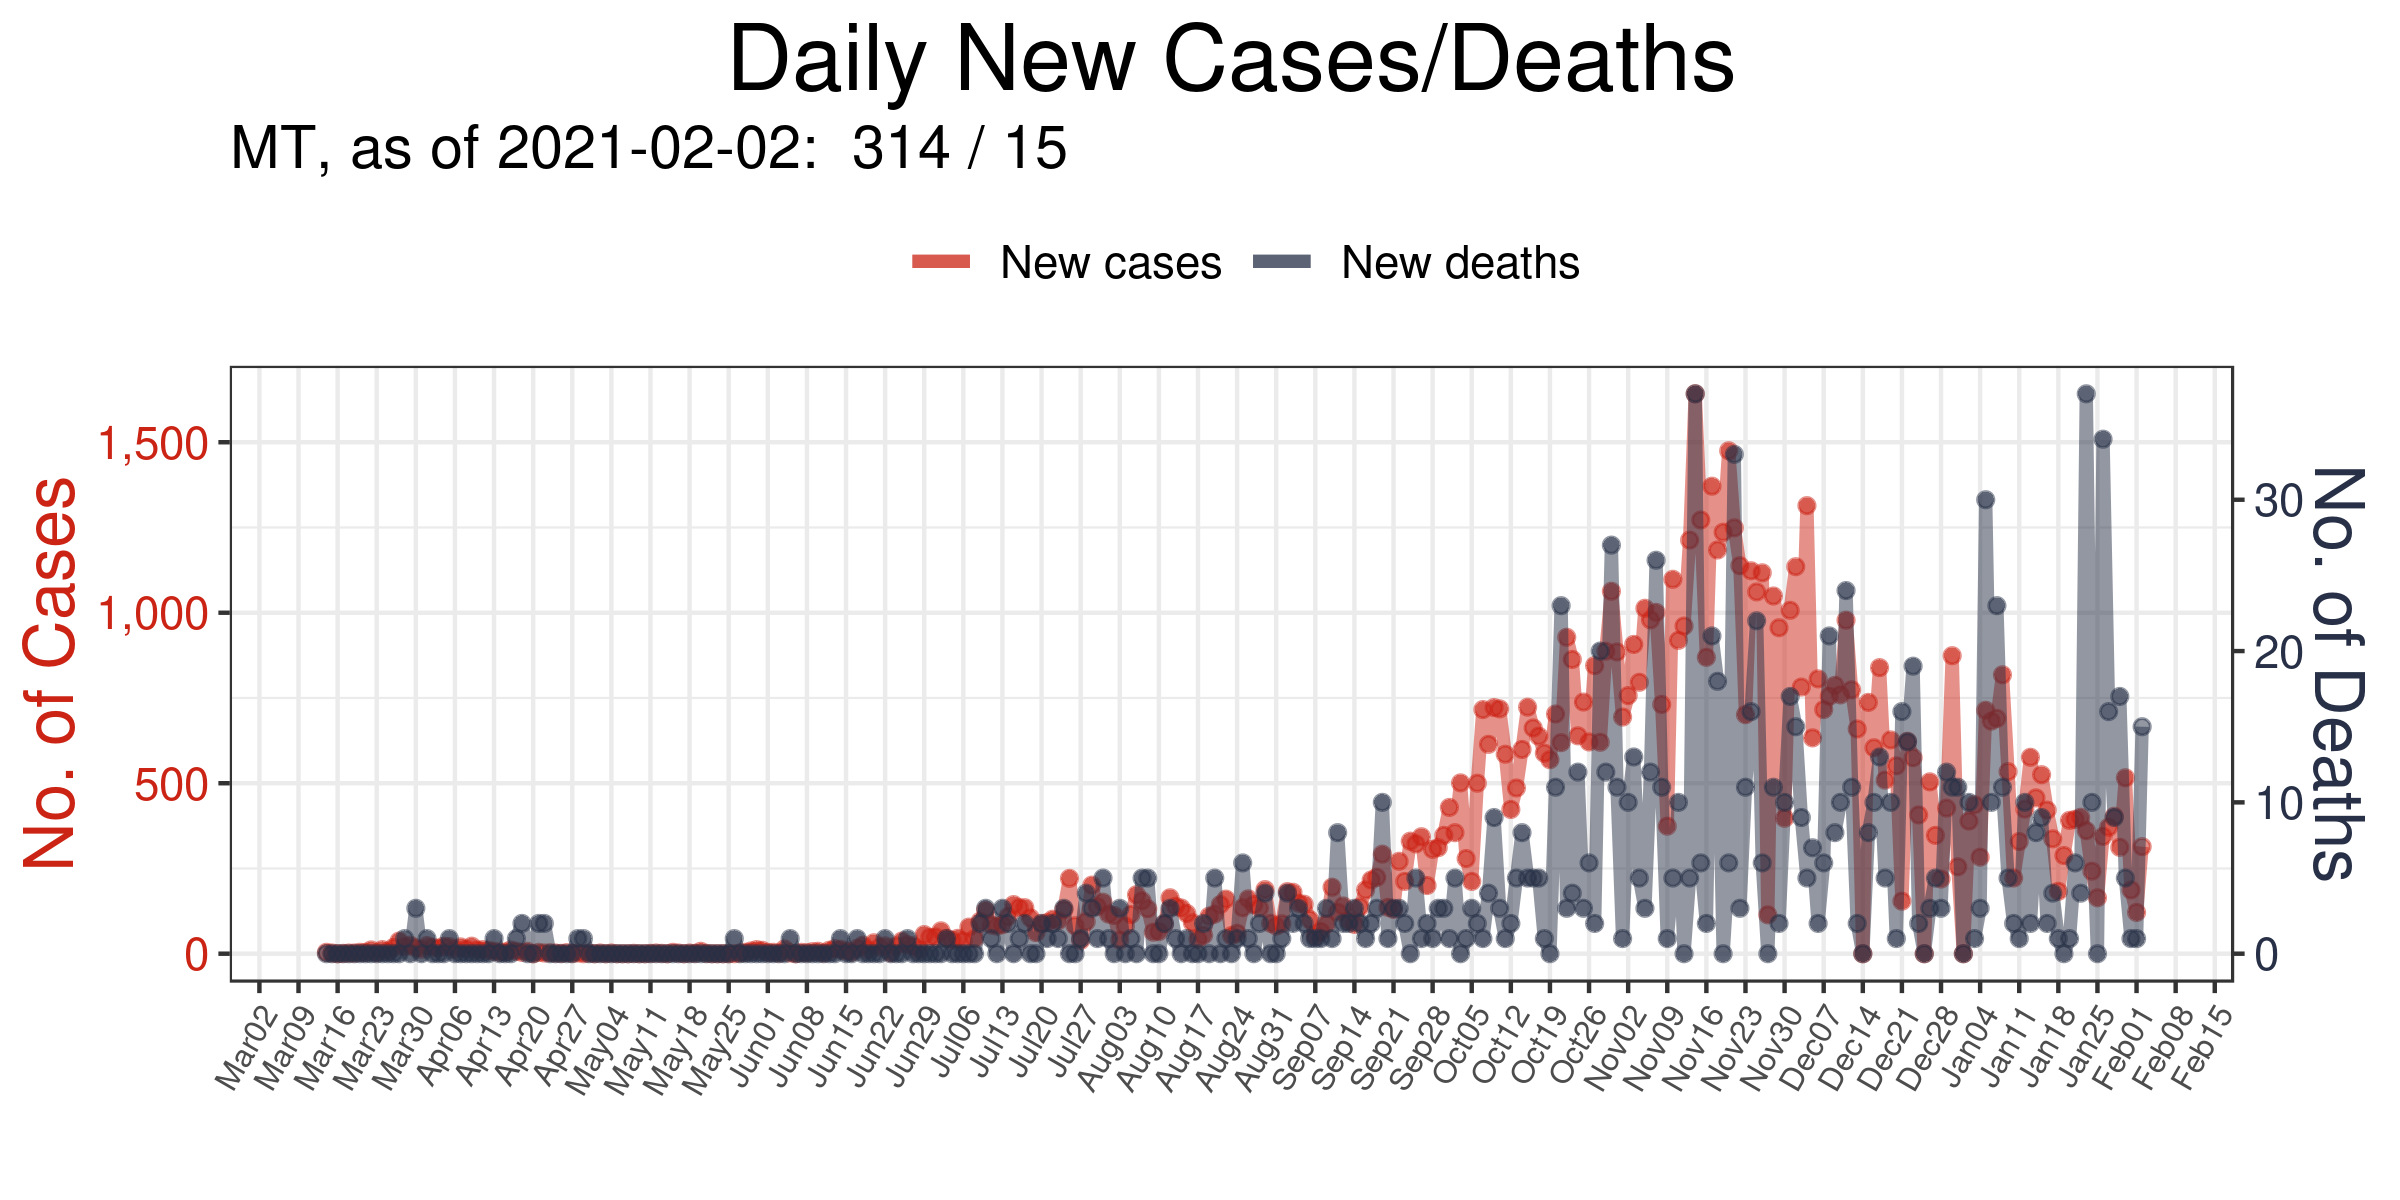 Daily New Cases/Deaths
MT, as of 2021-02-02: 314 / 15
New cases
New deaths
No. of Cases
1,500
1,000
500
0
No. of Deaths
30
20
10
0
Mar02
Mar09
Mar16
Mar23
Mar30
Apr06
Apr13
Apr20
Apr27
May04
May11
May18
May25
Jun01
Jun08
Jun15
Jun22
Jun29
Jul06
Jul13
Jul20
Jul27
Aug03
Aug10
Aug17
Aug24
Aug31
Sep07
Sep14
Sep21
Sep28
Oct05
Oct12
Oct19
Oct26
Nov02
Nov09
Nov16
Nov23
Nov30
Dec07
Dec14
Dec21
Dec28
Jan04
Jan11
Jan18
Jan25
Feb01
Feb08
Feb15